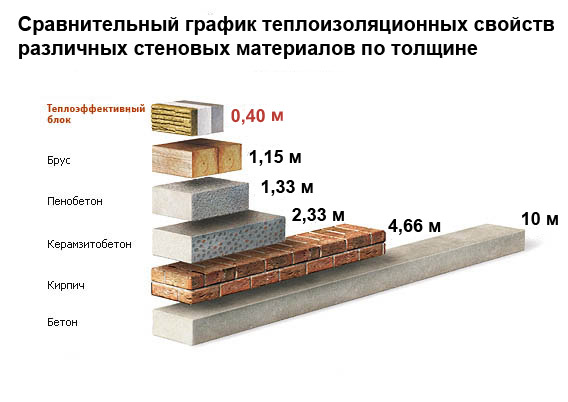 Сравнительный график теплоизоляционных свойств
различных стеновых материалов по толщине
Теплоэффективный
блок
0,40 м
Брус
1,15 м
Пенобетон
1,33 м
Керамзитобетон
2,33 м
Кирпич
4,66 м
Бетон
10 м